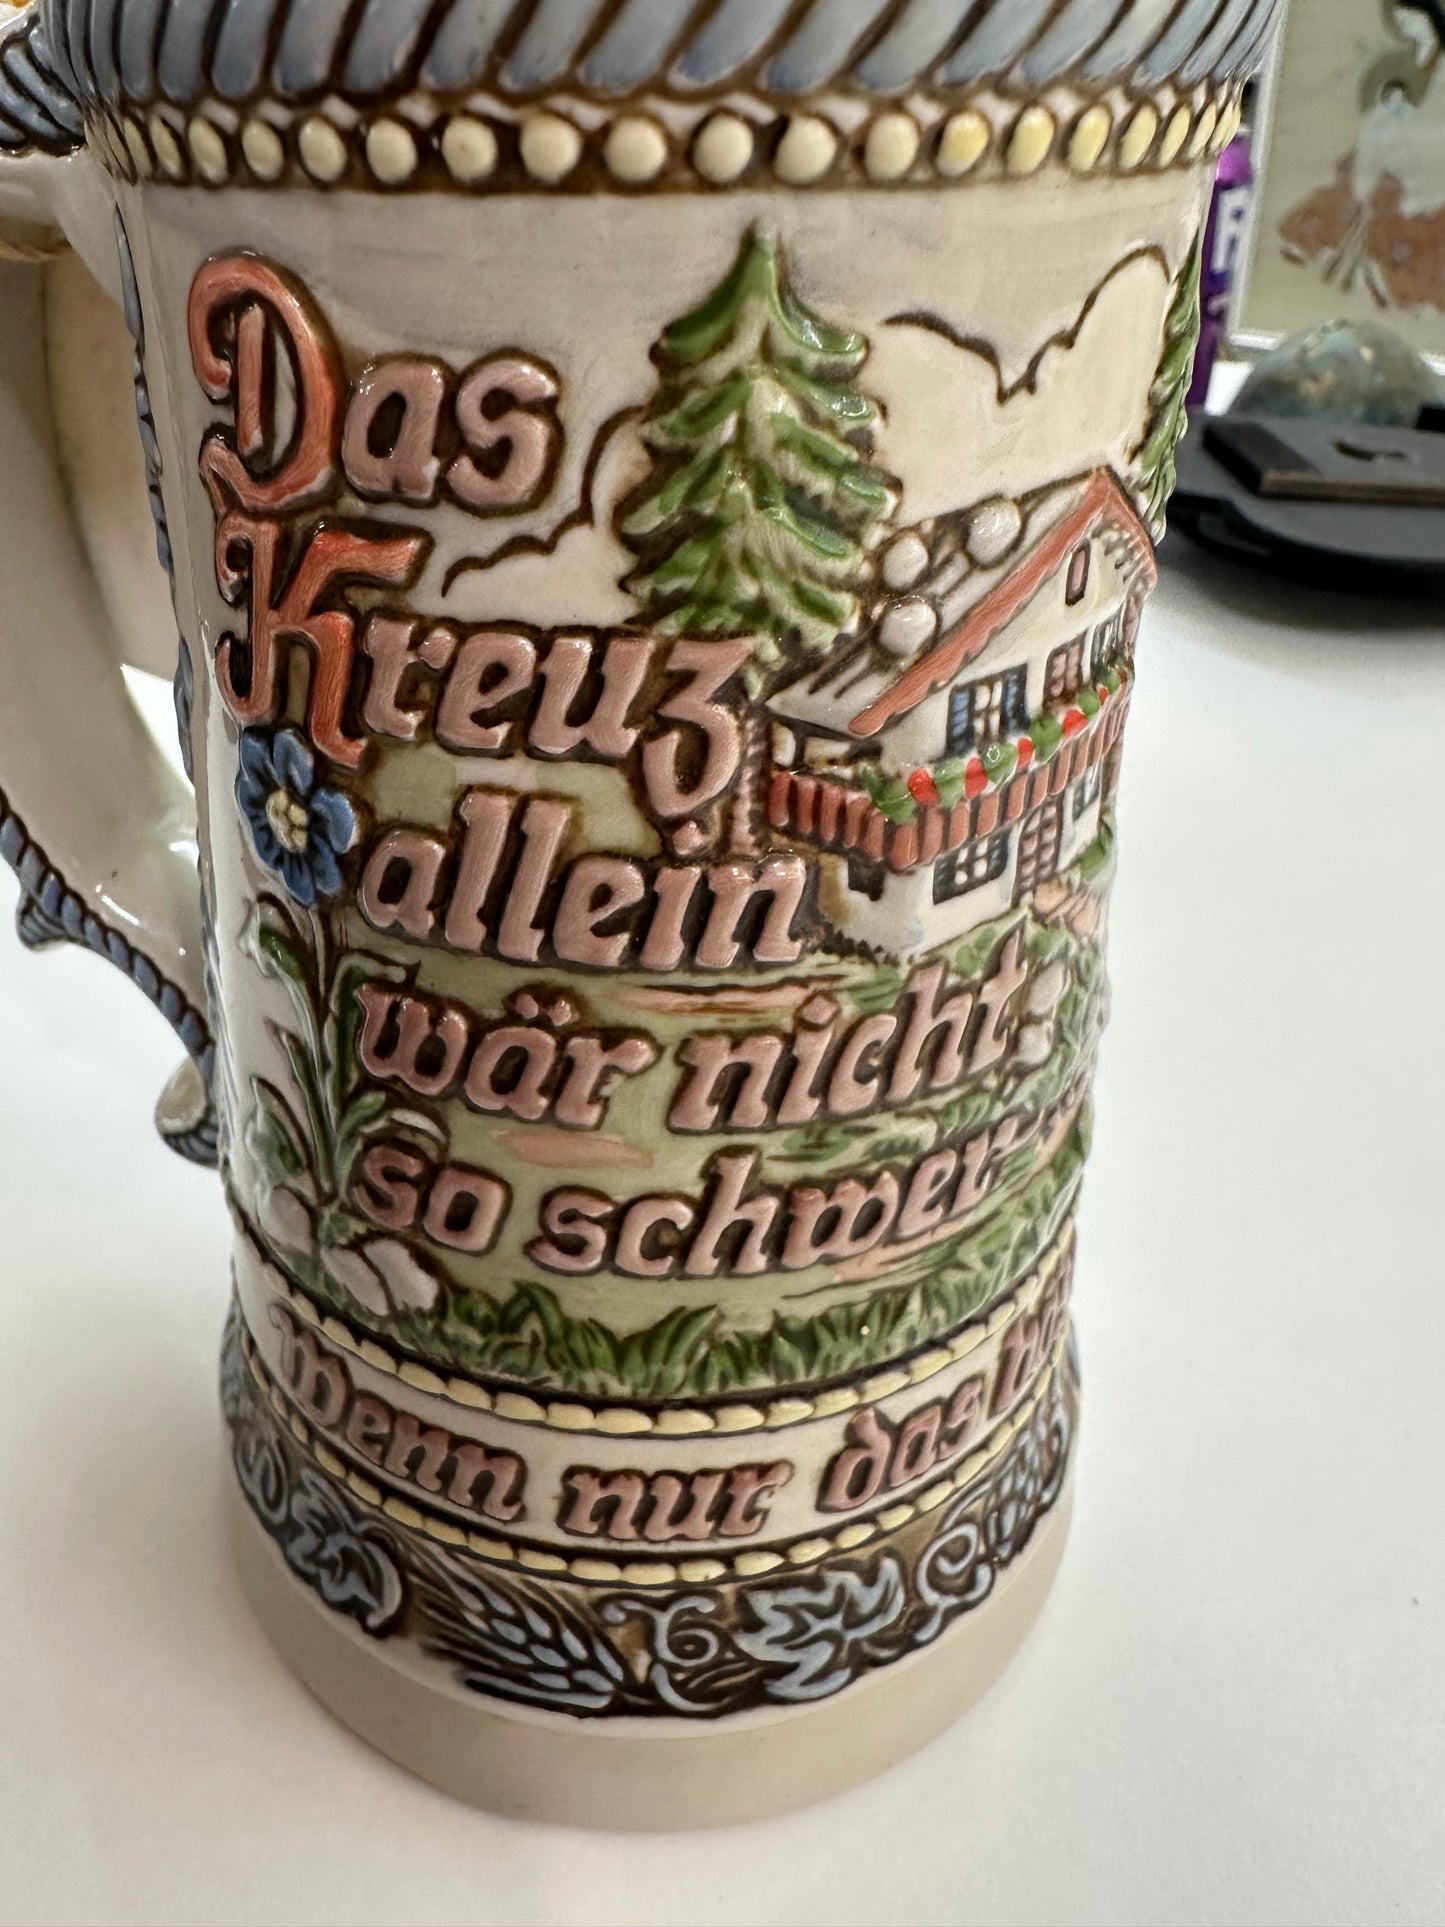 Das
Kreuz
allein
wär nicht
so schwer
Wenn nur das